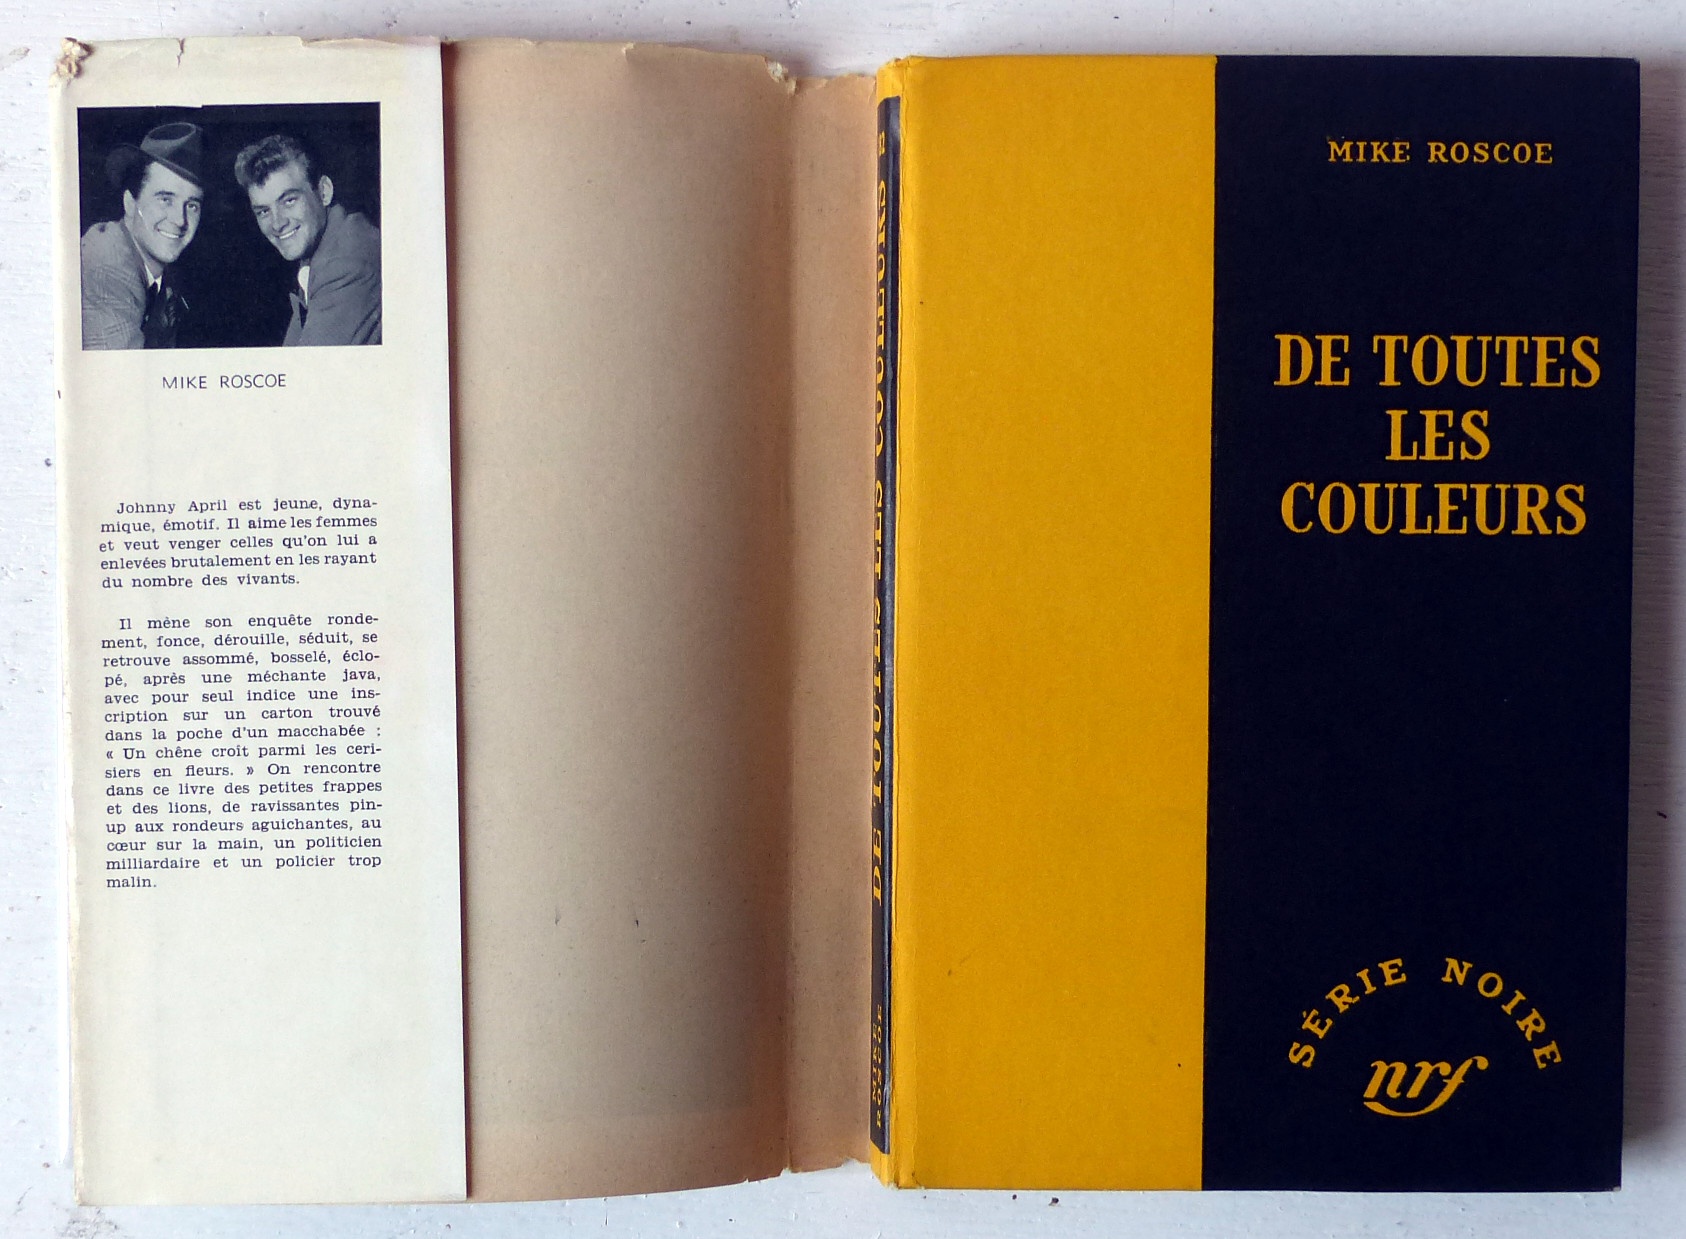 MIKE ROSCOE
Johnny April est jeune, dyna-
mique, émotif. Il aime les femmes
et veut venger celles qu'on lui a
enlevées brutalement en les rayant
du nombre des vivants.
Il mène son enquête ronde-
ment, fonce, dérouille, séduit, se
retrouve assommé, bosselé, éclo-
pé, après une méchante java,
avec pour seul indice une ins-
cription sur un carton trouvé
dans la poche d'un macchabée :
« Un chêne croît parmi les ceri-
siers en fleurs. » On rencontre
dans ce livre des petites frappes
et des lions, de ravissantes pin-
up aux rondeurs aguichantes, au
cœur sur la main, un politicien
milliardaire et un policier trop
malin.
MIKE ROSCOE DE TOUTES LES COULEURS
MIKE ROSCOE
DE TOUTES
LES
COULEURS
SÉRIE NOIRE
nrf